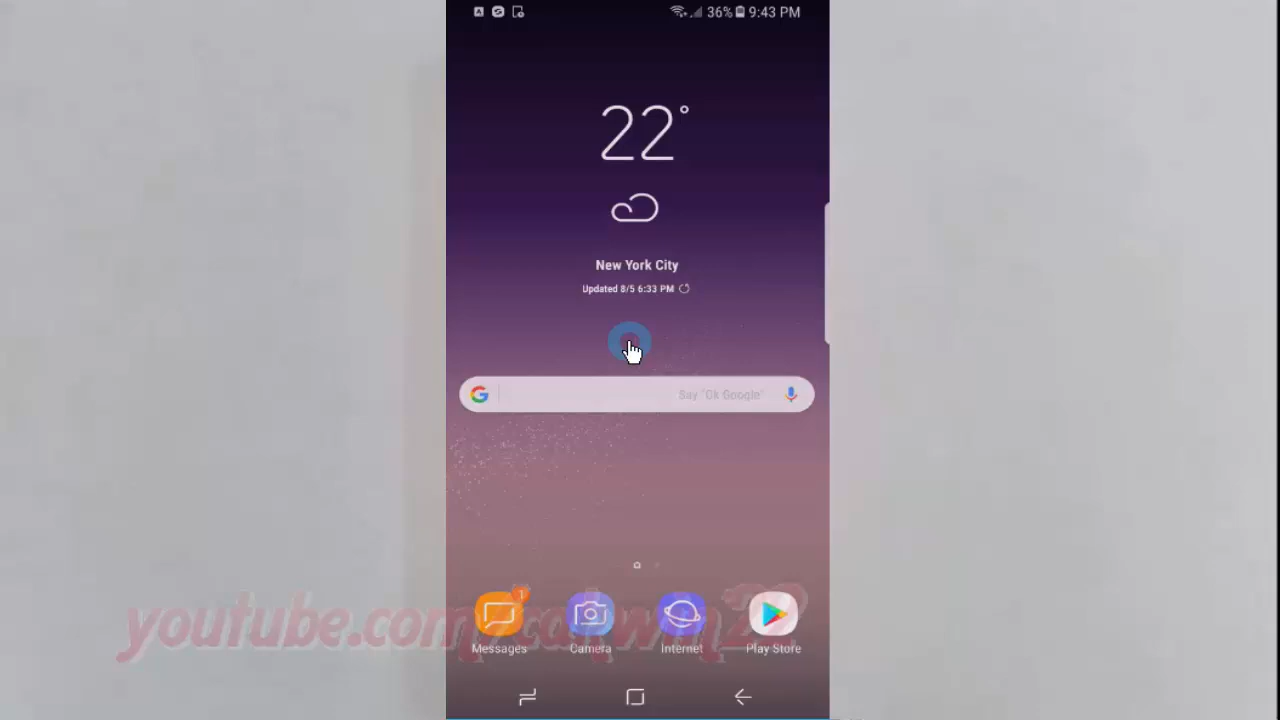 36% 9:43 PM
22°
New York City
Updated 8/5 6:33 PM
Say "Ok Google"
1
youtube.com
Messages Camera Internet Play Store